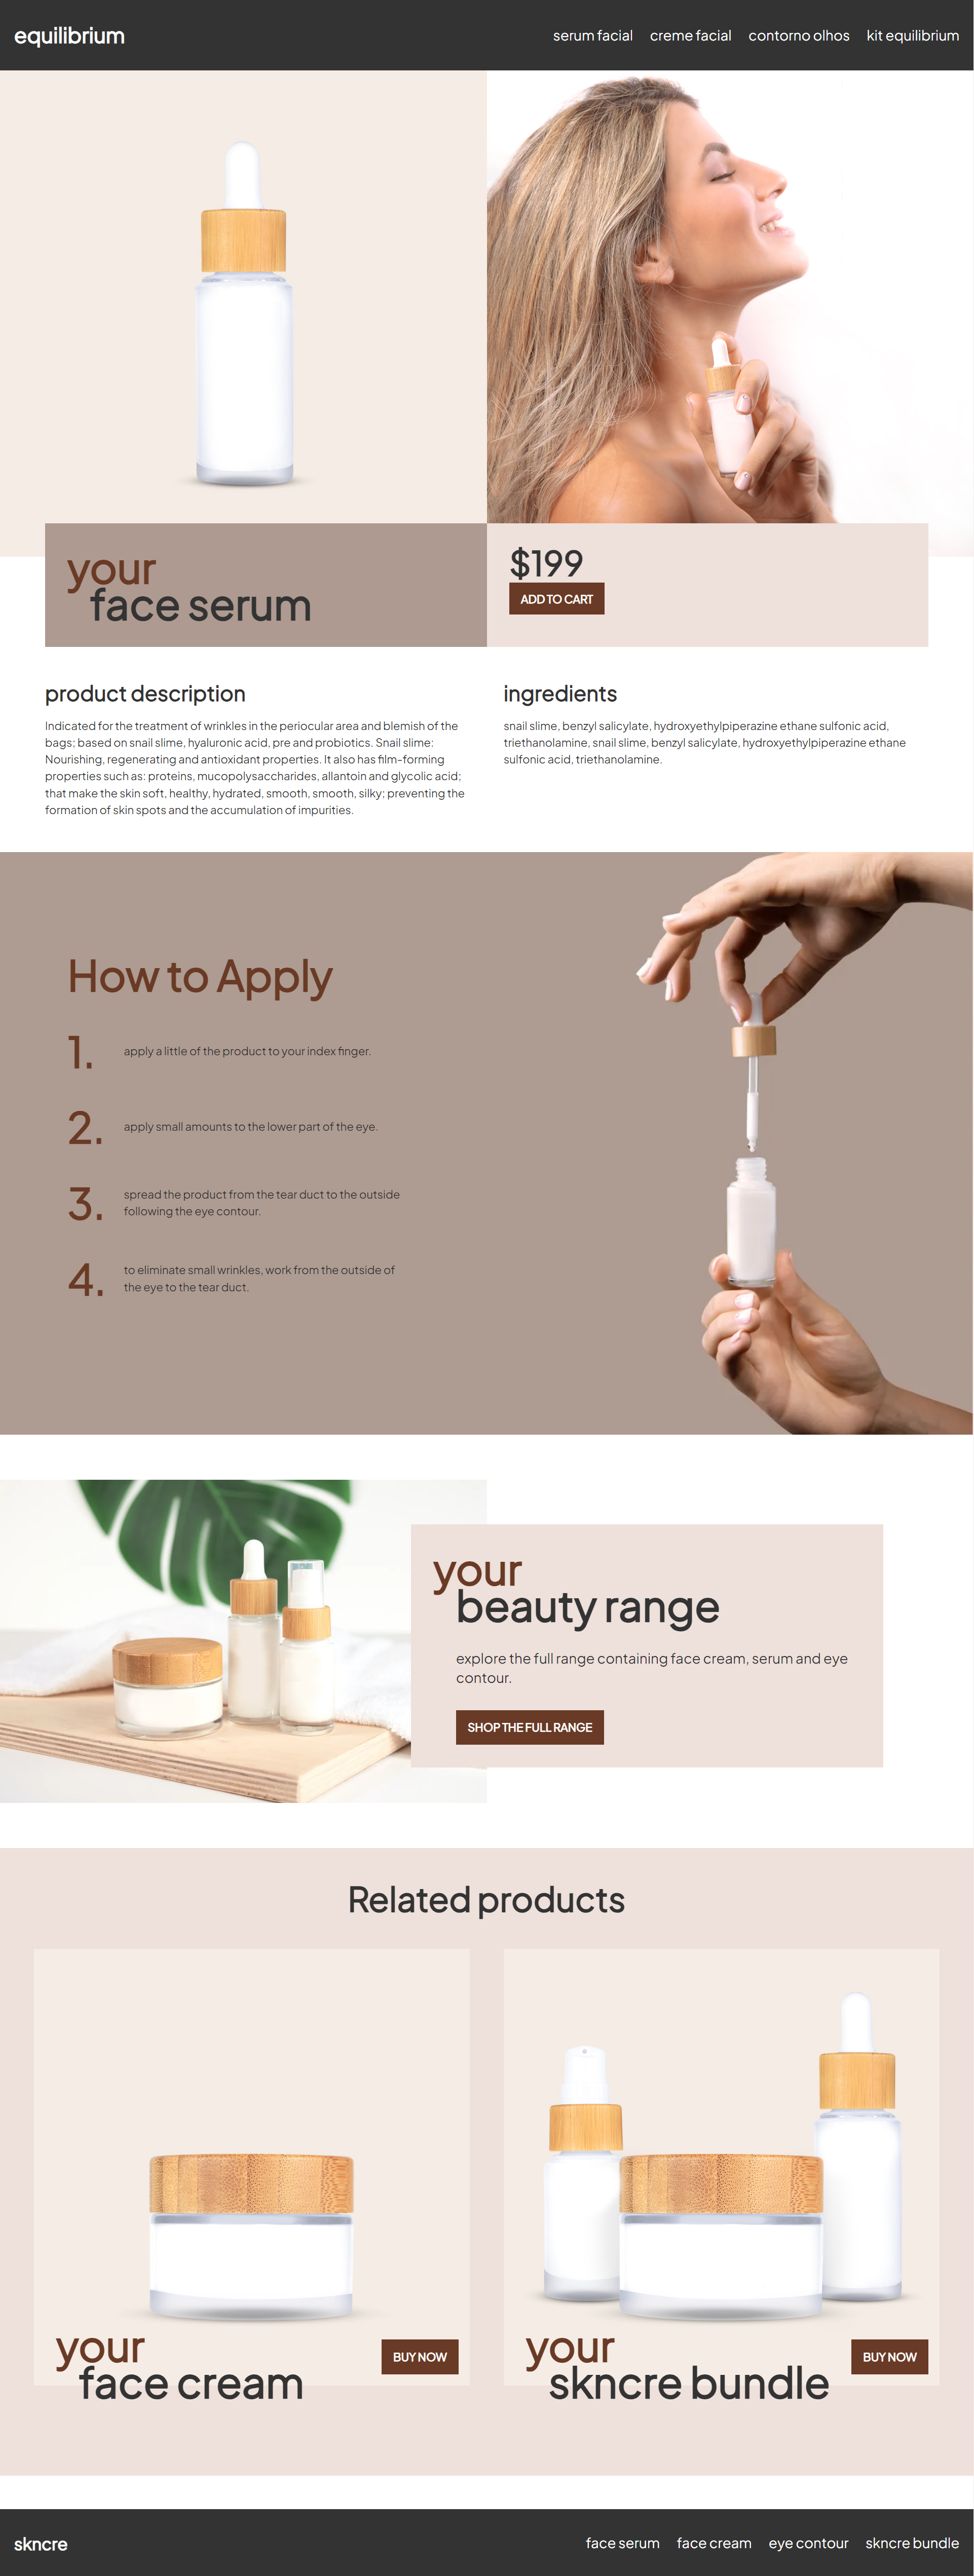 equilibrium
serum facial creme facial contorno olhos kit equilibrium
your
face serum
$199
ADD TO CART
product description
Indicated for the treatment of wrinkles in the periocular area and blemish of the
bags; based on snail slime, hyaluronic acid, pre and probiotics. Snail slime:
Nourishing, regenerating and antioxidant properties. It also has film-forming
properties such as: proteins, mucopolysaccharides, allantoin and glycolic acid;
that make the skin soft, healthy, hydrated, smooth, smooth, silky; preventing the
formation of skin spots and the accumulation of impurities.
ingredients
snail slime, benzyl salicylate, hydroxyethylpiperazine ethane sulfonic acid,
triethanolamine, snail slime, benzyl salicylate, hydroxyethylpiperazine ethane
sulfonic acid, triethanolamine.
How to Apply
1. apply a little of the product to your index finger.
2. apply small amounts to the lower part of the eye.
3. spread the product from the tear duct to the outside
following the eye contour.
4. to eliminate small wrinkles, work from the outside of
the eye to the tear duct.
your
beauty range
explore the full range containing face cream, serum and eye
contour.
SHOP THE FULL RANGE
Related products
your
face cream
BUY NOW
your
skncre bundle
BUY NOW
skncre
face serum face cream eye contour skncre bundle